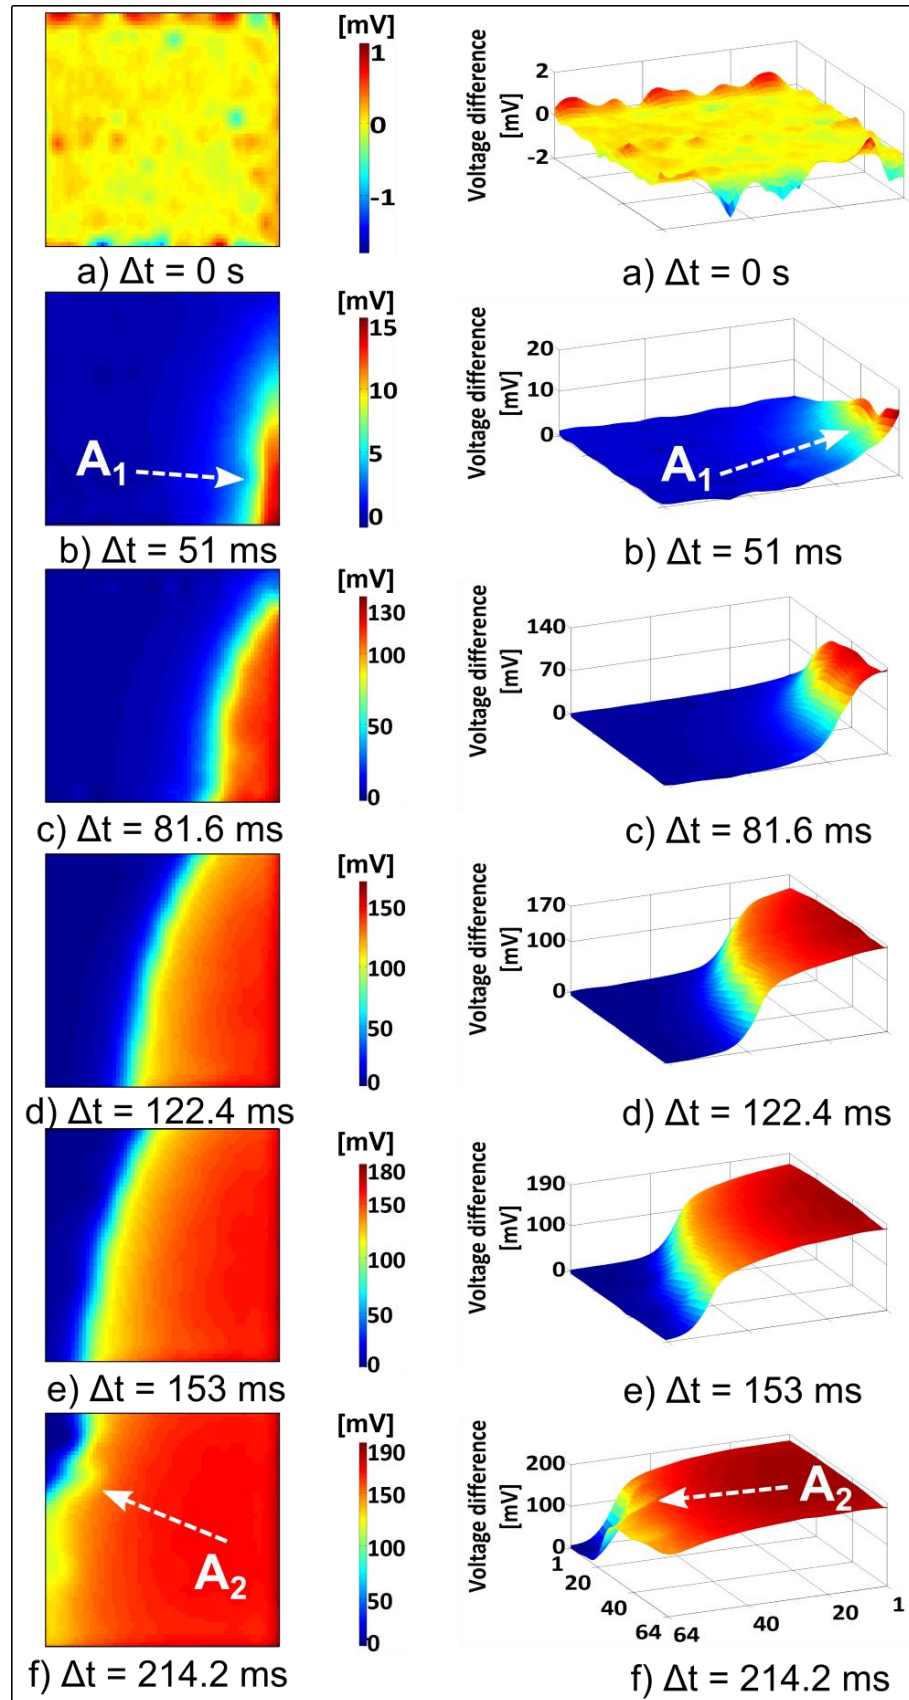 [mV]
1
0
-1
a) Δt = 0 s
Voltage difference
[mV]
2
0
-2
a) Δt = 0 s
[mV]
15
10
5
0
A1
b) Δt = 51 ms
Voltage difference
[mV]
20
10
0
A1
b) Δt = 51 ms
[mV]
130
100
50
0
c) Δt = 81.6 ms
Voltage difference
[mV]
140
70
0
c) Δt = 81.6 ms
[mV]
150
100
50
0
d) Δt = 122.4 ms
Voltage difference
[mV]
170
100
0
d) Δt = 122.4 ms
[mV]
180
150
100
50
0
e) Δt = 153 ms
Voltage difference
[mV]
190
100
0
e) Δt = 153 ms
[mV]
190
150
100
50
0
A2
f) Δt = 214.2 ms
Voltage difference
[mV]
200
100
0
A2
1
20
40
64
64
40
20
1
f) Δt = 214.2 ms